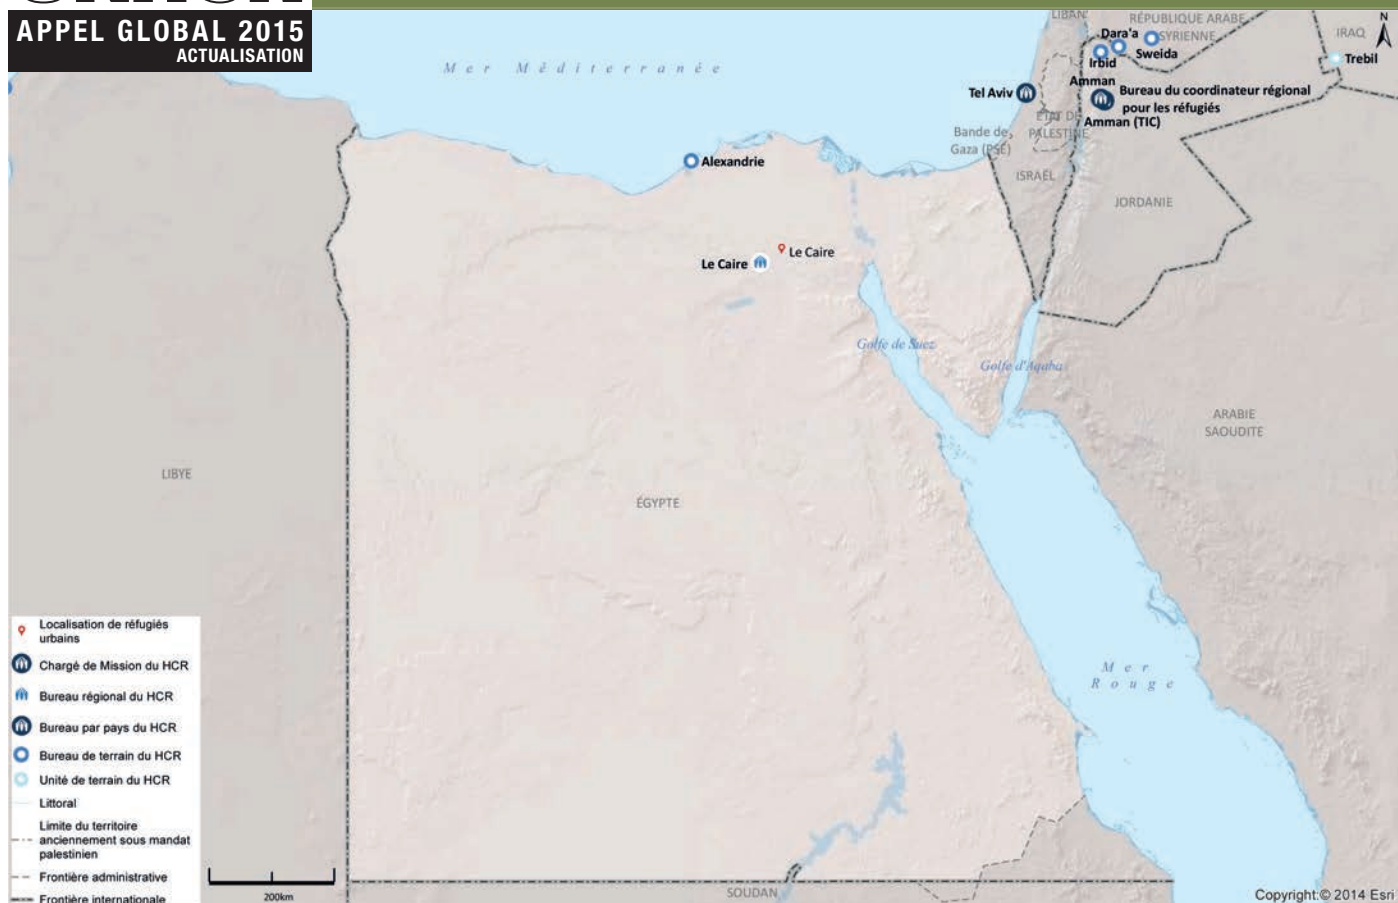 APPEL GLOBAL 2015
ACTUALISATION
LIBAN
RÉPUBLIQUE ARABE
SYRIENNE
IRAQ
N
Dara'a
Sweida
Irbid
Trebil
Mer Méditerranée
Tel Aviv
Amman
Bureau du coordinateur régional
pour les réfugiés
Amman (TIC)
ÉTAT DE
PALESTINE
Bande de
Gaza (PSE)
ISRAËL
JORDANIE
Alexandrie
Le Caire
Le Caire
Golfe de Suez
Golfe d'Aqaba
ARABIE
SAOUDITE
LIBYE
ÉGYPTE
Mer
Rouge
SOUDAN
Localisation de réfugiés
urbains
Chargé de Mission du HCR
Bureau régional du HCR
Bureau par pays du HCR
Bureau de terrain du HCR
Unité de terrain du HCR
Littoral
Limite du territoire
anciennement sous mandat
palestinien
Frontière administrative
Frontière internationale
200km
Copyright:© 2014 Esri